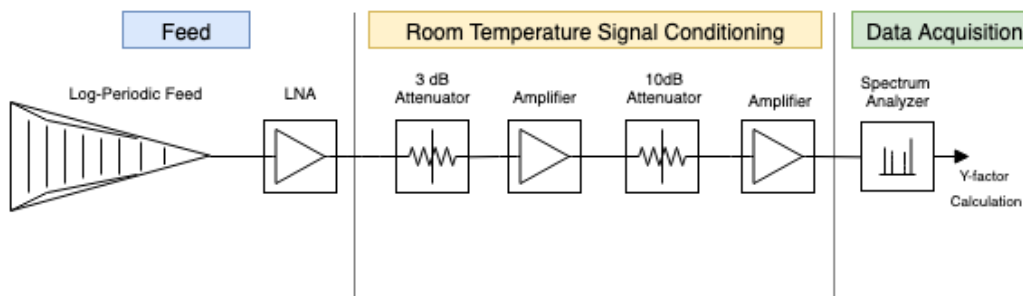 Feed
Room Temperature Signal Conditioning
Data Acquisition
Log-Periodic Feed
LNA
3 dB
Attenuator
Amplifier
10dB
Attenuator
Amplifier
Spectrum
Analyzer
Y-factor
Calculation